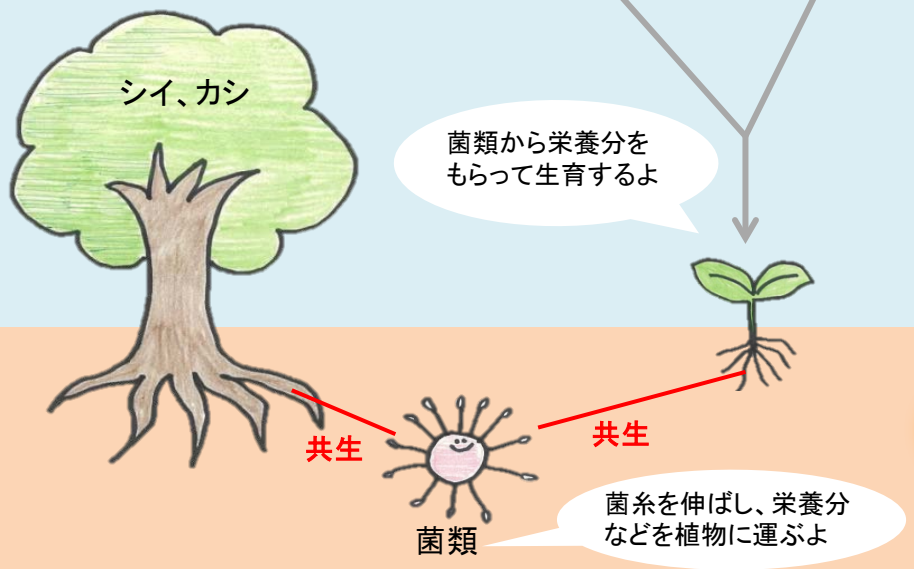 シイ、カシ
菌類から栄養分を
もらって生育するよ
共生
共生
菌類
菌糸を伸ばし、栄養分
などを植物に運ぶよ